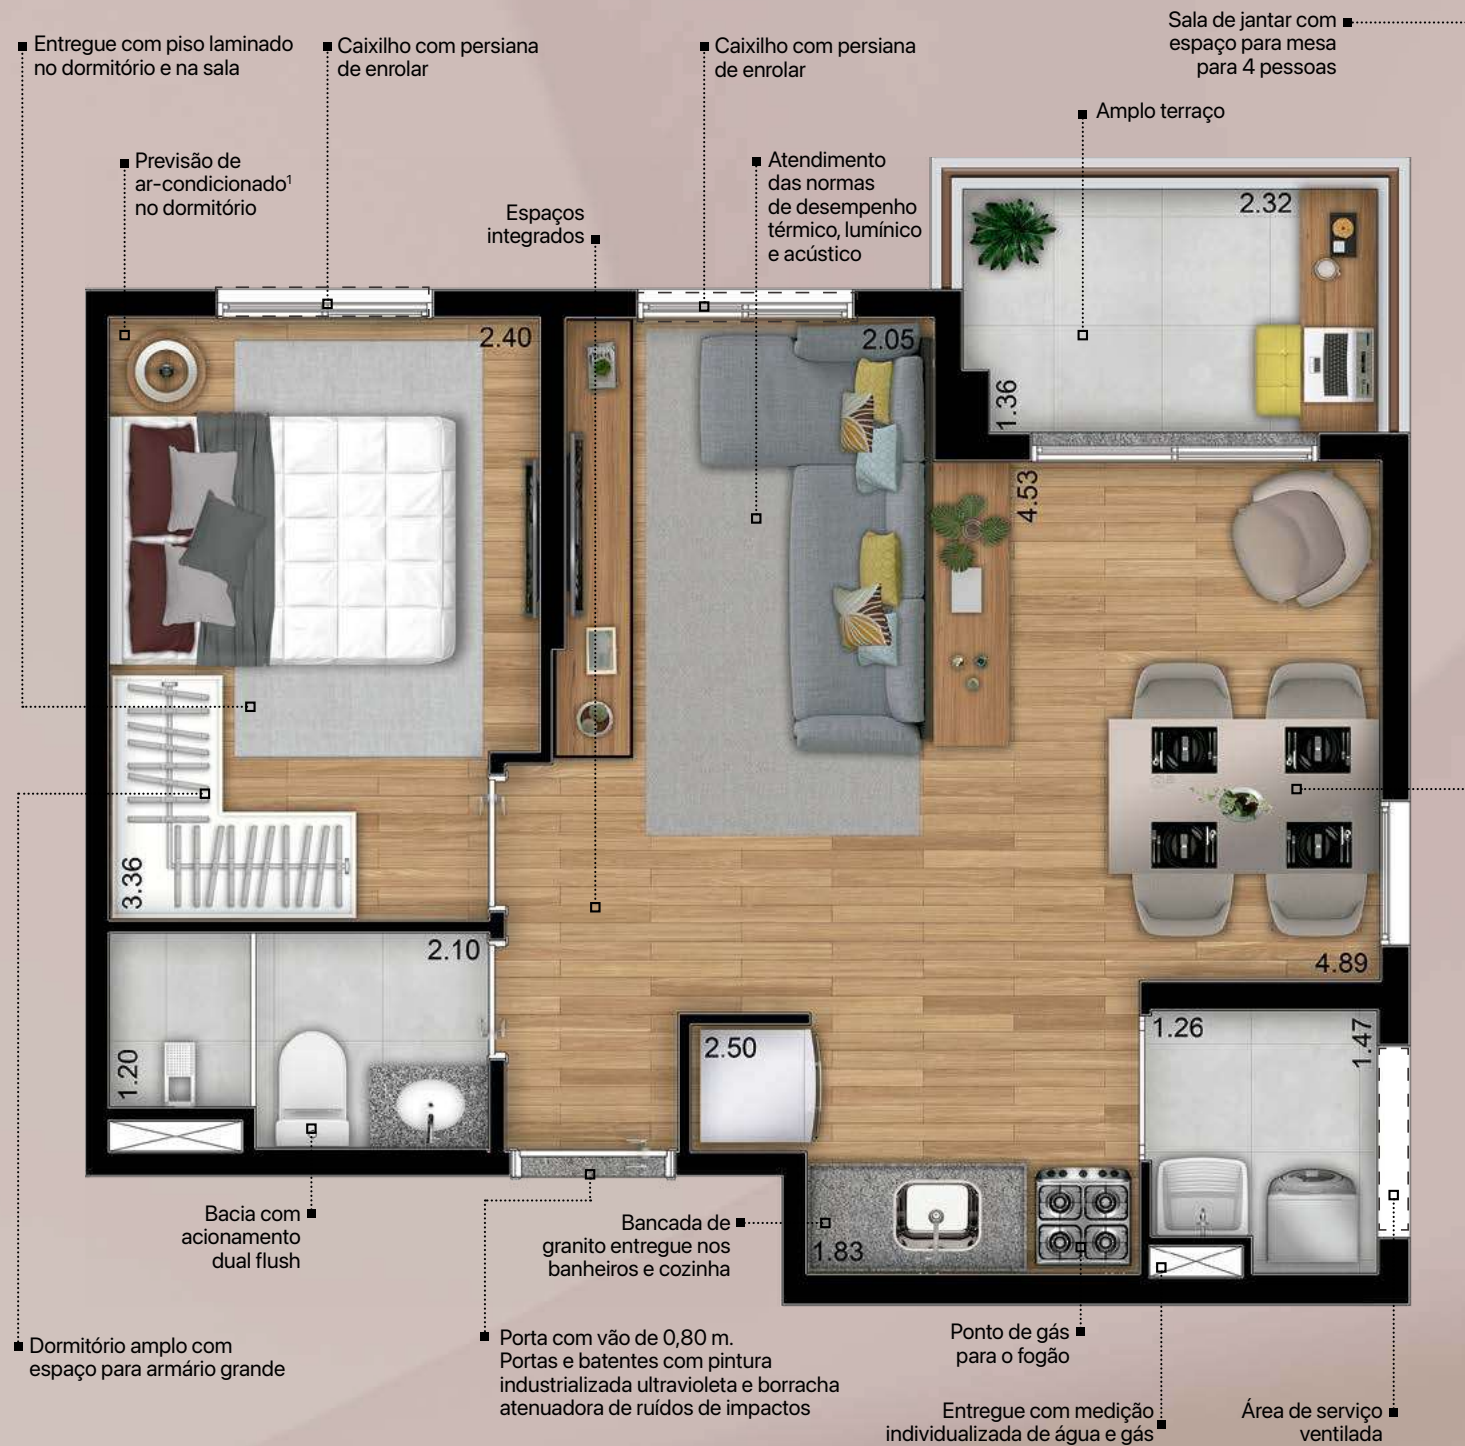 Entregue com piso laminado
no dormitório e na sala
Caixilho com persiana
de enrolar
Caixilho com persiana
de enrolar
Sala de jantar com
espaço para mesa
para 4 pessoas
Amplo terraço
Previsão de
ar-condicionado¹
no dormitório
Espaços
integrados
Atendimento
das normas
de desempenho
térmico, lumínico
e acústico
2.32
2.40
2.05
1.36
4.53
3.36
2.10
4.89
1.20
2.50
1.26
1.47
1.83
Bacia com
acionamento
dual flush
Bancada de
granito entregue nos
banheiros e cozinha
Dormitório amplo com
espaço para armário grande
Porta com vão de 0,80 m.
Portas e batentes com pintura
industrializada ultravioleta e borracha
atenuadora de ruídos de impactos
Ponto de gás
para o fogão
Entregue com medição
individualizada de água e gás
Área de serviço
ventilada